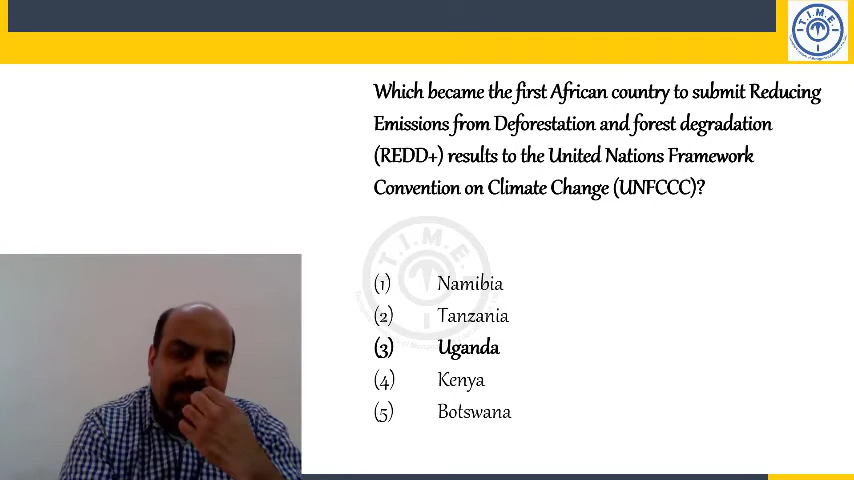 T.I.M.E.
Which became the first African country to submit Reducing
Emissions from Deforestation and forest degradation
(REDD+) results to the United Nations Framework
Convention on Climate Change (UNFCCC)?
T.I.M.E.
(1) Namibia
(2) Tanzania
(3) Uganda
(4) Kenya
(5) Botswana